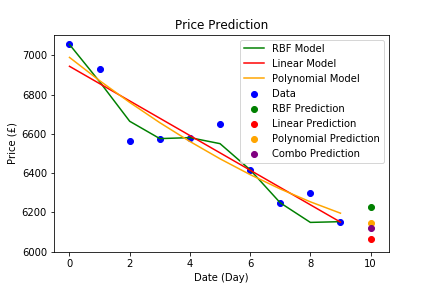 Price Prediction
RBF Model
Linear Model
Polynomial Model
Data
RBF Prediction
Linear Prediction
Polynomial Prediction
Combo Prediction
Price (£)
7000
6800
6600
6400
6200
6000
0 2 4 6 8 10
Date (Day)